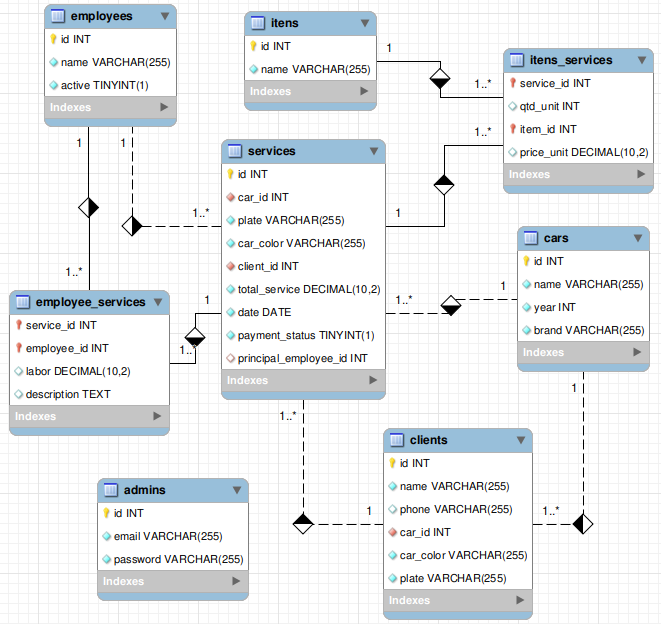 employees
id INT
name VARCHAR(255)
active TINYINT(1)
Indexes
itens
id INT
name VARCHAR(255)
Indexes
itens_services
service_id INT
qtd_unit INT
item_id INT
price_unit DECIMAL(10,2)
Indexes
1
1..*
1
1
1..*
1..*
1
services
id INT
car_id INT
plate VARCHAR(255)
car_color VARCHAR(255)
client_id INT
total_service DECIMAL(10,2)
date DATE
payment_status TINYINT(1)
principal_employee_id INT
Indexes
cars
id INT
name VARCHAR(255)
year INT
brand VARCHAR(255)
Indexes
1..*
1
1..*
1
1..*
employee_services
service_id INT
employee_id INT
labor DECIMAL(10,2)
description TEXT
Indexes
1..*
1
1
1..*
clients
id INT
name VARCHAR(255)
phone VARCHAR(255)
car_id INT
car_color VARCHAR(255)
plate VARCHAR(255)
Indexes
admins
id INT
email VARCHAR(255)
password VARCHAR(255)
Indexes